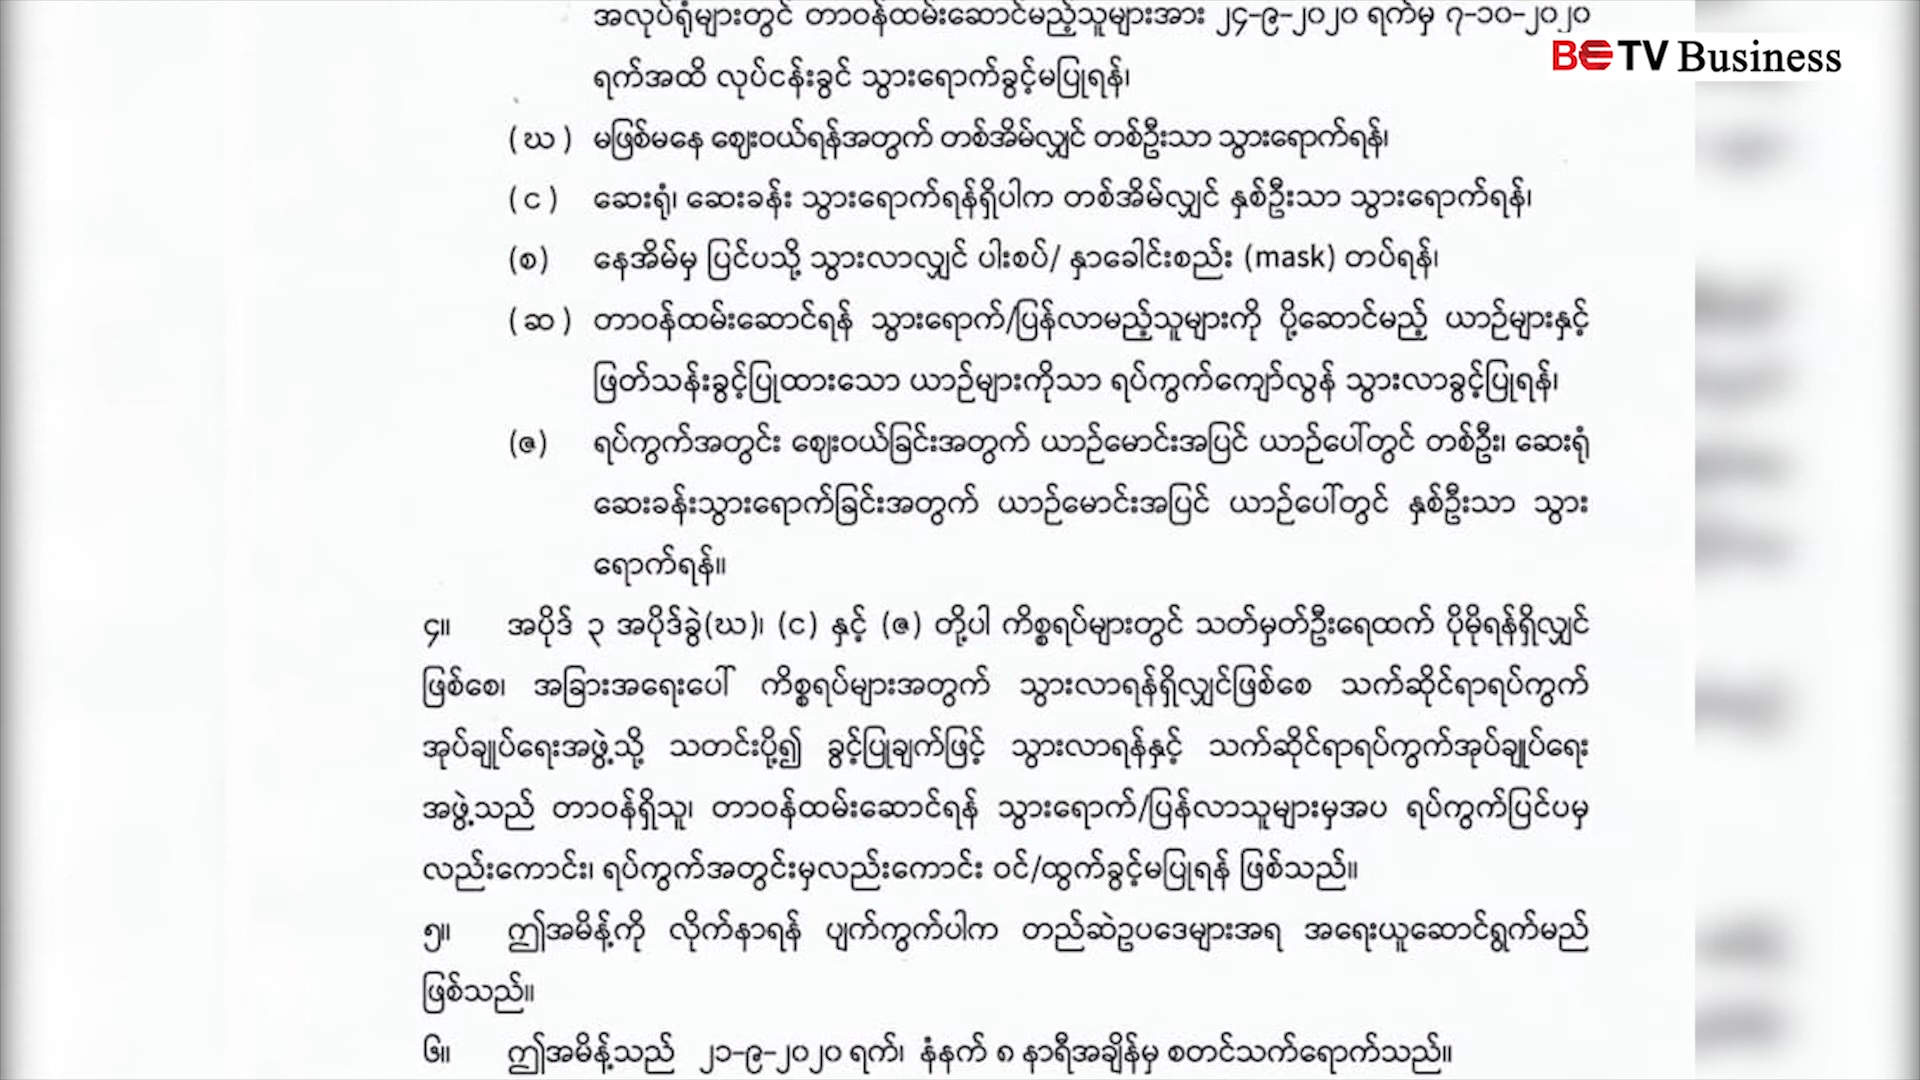 အလုပ်ရုံများတွင် တာဝန်ထမ်းဆောင်မည့်သူများအား ၂၄-၉-၂၀၂၀ ရက်မှ ၇-၁၀-၂၀၂၀
BETV Business
ရက်အထိ လုပ်ငန်းခွင် သွားရောက်ခွင့်မပြုရန်၊
(ဃ) မဖြစ်မနေ ဈေးဝယ်ရန်အတွက် တစ်အိမ်လျှင် တစ်ဦးသာ သွားရောက်ရန်၊
(င) ဆေးရုံ၊ ဆေးခန်း သွားရောက်ရန်ရှိပါက တစ်အိမ်လျှင် နှစ်ဦးသာ သွားရောက်ရန်၊
(စ) နေအိမ်မှ ပြင်ပသို့ သွားလာလျှင် ပါးစပ်/ နှာခေါင်းစည်း (mask) တပ်ရန်၊
(ဆ) တာဝန်ထမ်းဆောင်ရန် သွားရောက်/ပြန်လာမည့်သူများကို ပို့ဆောင်မည့် ယာဉ်များနှင့်
ဖြတ်သန်းခွင့်ပြုထားသော ယာဉ်များကိုသာ ရပ်ကွက်ကျော်လွန် သွားလာခွင့်ပြုရန်၊
(ဇ) ရပ်ကွက်အတွင်း ဈေးဝယ်ခြင်းအတွက် ယာဉ်မောင်းအပြင် ယာဉ်ပေါ်တွင် တစ်ဦး၊ ဆေးရုံ
ဆေးခန်းသွားရောက်ခြင်းအတွက် ယာဉ်မောင်းအပြင် ယာဉ်ပေါ်တွင် နှစ်ဦးသာ သွား
ရောက်ရန်။
၄။ အပိုဒ် ၃ အပိုဒ်ခွဲ(ဃ)၊ (င) နှင့် (ဇ) တို့ပါ ကိစ္စရပ်များတွင် သတ်မှတ်ဦးရေထက် ပိုမိုရန်ရှိလျှင်
ဖြစ်စေ၊ အခြားအရေးပေါ် ကိစ္စရပ်များအတွက် သွားလာရန်ရှိလျှင်ဖြစ်စေ သက်ဆိုင်ရာရပ်ကွက်
အုပ်ချုပ်ရေးအဖွဲ့သို့ သတင်းပို့၍ ခွင့်ပြုချက်ဖြင့် သွားလာရန်နှင့် သက်ဆိုင်ရာရပ်ကွက်အုပ်ချုပ်ရေး
အဖွဲ့သည် တာဝန်ရှိသူ၊ တာဝန်ထမ်းဆောင်ရန် သွားရောက်/ပြန်လာသူများမှအပ ရပ်ကွက်ပြင်ပမှ
လည်းကောင်း၊ ရပ်ကွက်အတွင်းမှလည်းကောင်း ဝင်/ထွက်ခွင့်မပြုရန် ဖြစ်သည်။
၅။ ဤအမိန့်ကို လိုက်နာရန် ပျက်ကွက်ပါက တည်ဆဲဥပဒေများအရ အရေးယူဆောင်ရွက်မည်
ဖြစ်သည်။
၆။ ဤအမိန့်သည် ၂၁-၉-၂၀၂၀ ရက်၊ နံနက် ၈ နာရီအချိန်မှ စတင်သက်ရောက်သည်။